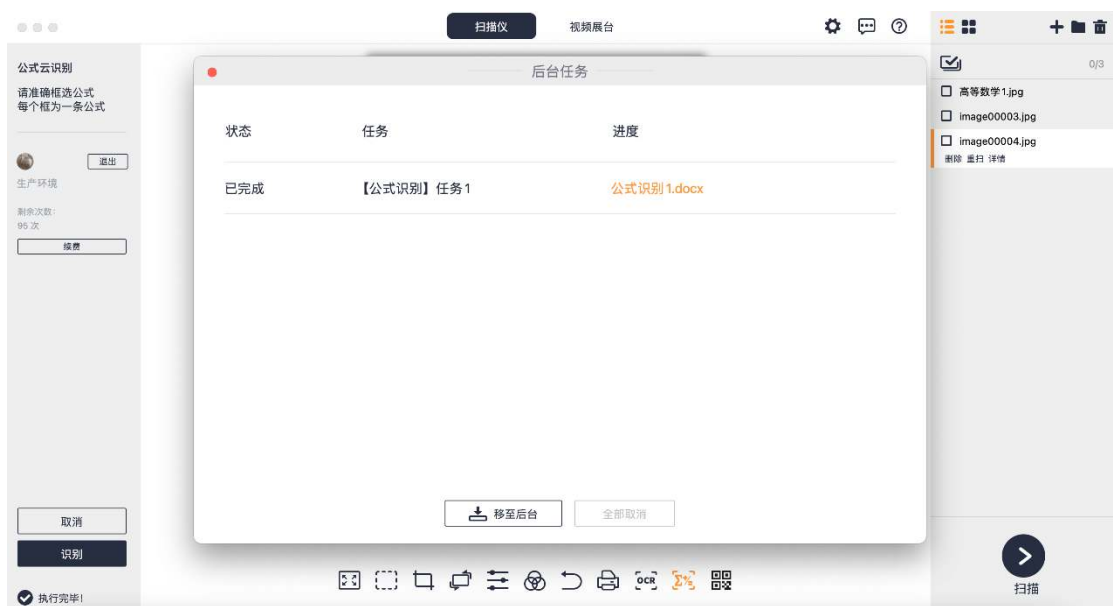 扫描仪
视频展台
公式云识别
请准确框选公式
每个框为一条公式
退出
生产环境
剩余次数:
95 次
续费
取消
识别
执行完毕!
后台任务
状态 任务 进度
已完成 【公式识别】任务1 公式识别1.docx
移至后台
全部取消
OCR
0/3
高等数学1.jpg
image00003.jpg
image00004.jpg
删除 重扫 详情
扫描